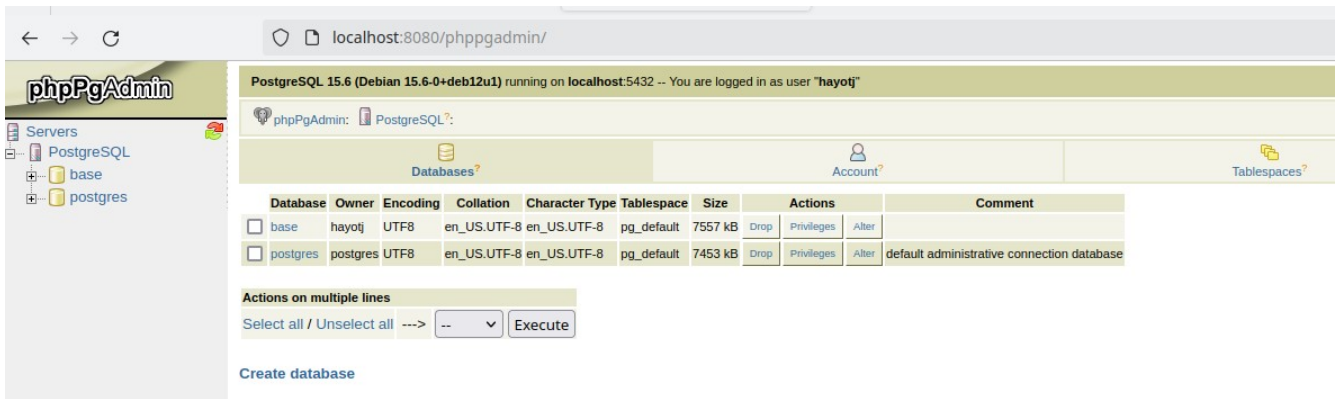 localhost:8080/phppgadmin/
phpPgAdmin
Servers
PostgreSQL
base
postgres
PostgreSQL 15.6 (Debian 15.6-0+deb12u1) running on localhost:5432 -- You are logged in as user "hayotj"
phpPgAdmin: PostgreSQL?:
Databases? Account? Tablespaces?
Database Owner Encoding Collation Character Type Tablespace Size Actions Comment
base hayotj UTF8 en_US.UTF-8 en_US.UTF-8 pg_default 7557 kB Drop Privileges Alter
postgres postgres UTF8 en_US.UTF-8 en_US.UTF-8 pg_default 7453 kB Drop Privileges Alter default administrative connection database
Actions on multiple lines
Select all / Unselect all ---> -- Execute
Create database